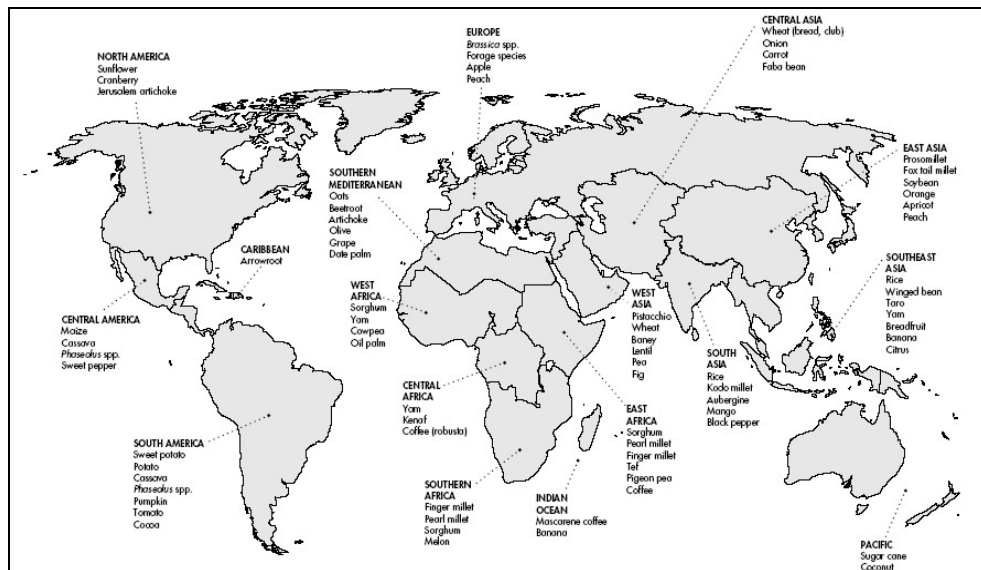 NORTH AMERICA
Sunflower
Cranberry
Jerusalem artichoke
EUROPE
Brassica spp.
Forage species
Apple
Peach
CENTRAL ASIA
Wheat (bread, club)
Onion
Carrot
Faba bean
EAST ASIA
Prosomillet
Fox tail millet
Soybean
Orange
Apricot
Peach
SOUTHERN
MEDITERRANEAN
Oats
Beetroot
Artichoke
Olive
Grape
Date palm
CARIBBEAN
Arrowroot
SOUTHEAST
ASIA
Rice
Winged bean
Taro
Yam
Breadfruit
Banana
Citrus
WEST
AFRICA
Sorghum
Yam
Cowpea
Oil palm
WEST
ASIA
Pistacchio
Wheat
Baney
Lentil
Pea
Fig
CENTRAL AMERICA
Maize
Cassava
Phaseolus spp.
Sweet pepper
SOUTH
ASIA
Rice
Kodo millet
Aubergine
Mango
Black pepper
CENTRAL
AFRICA
Yam
Kenaf
Coffee (robusta)
EAST
AFRICA
Sorghum
Pearl millet
Finger millet
Tef
Pigeon pea
Coffee
SOUTH AMERICA
Sweet potato
Potato
Cassava
Phaseolus spp.
Pumpkin
Tomato
Cocoa
SOUTHERN
AFRICA
Finger millet
Pearl millet
Sorghum
Melon
INDIAN
OCEAN
Mascarene coffee
Banana
PACIFIC
Sugar cane
Coconut